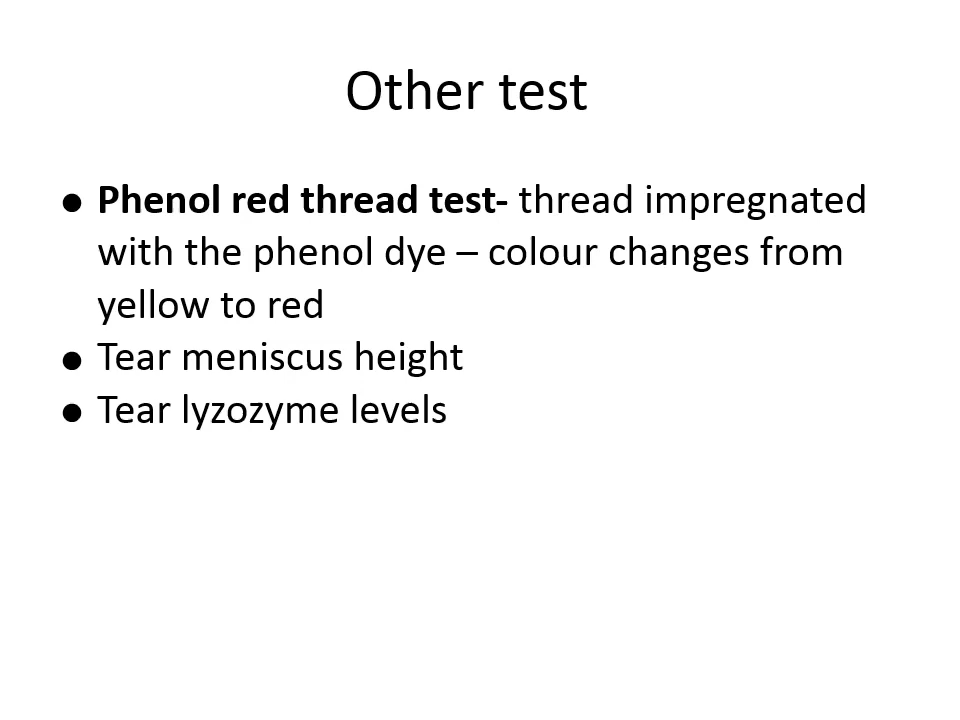 Other test
● Phenol red thread test- thread impregnated
with the phenol dye – colour changes from
yellow to red
● Tear meniscus height
● Tear lyzozyme levels